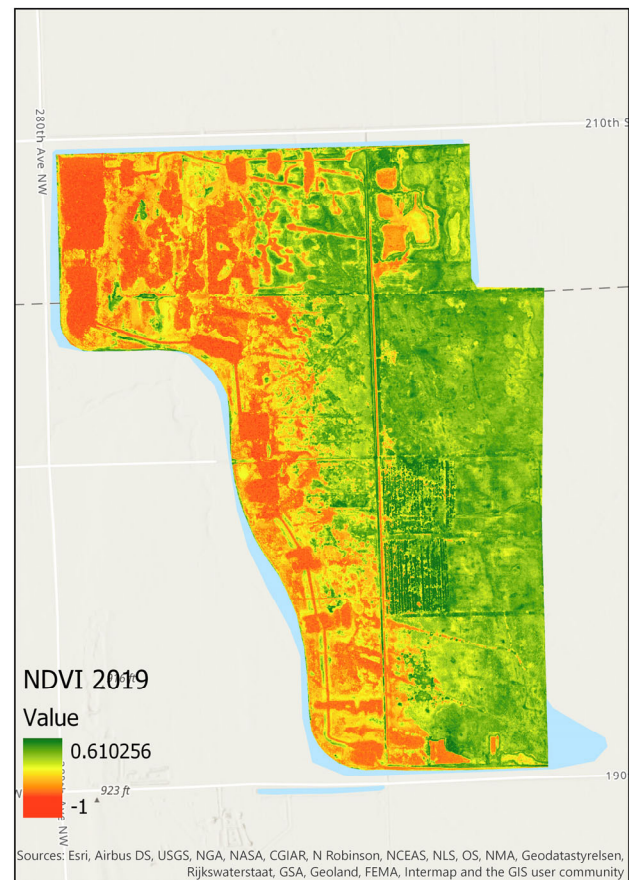 280th Ave NW
210th S
NDVI 2019
Value
0.610256
-1
923 ft
190
Sources: Esri, Airbus DS, USGS, NGA, NASA, CGIAR, N Robinson, NCEAS, NLS, OS, NMA, Geodatastyrelsen,
Rijkswaterstaat, GSA, Geoland, FEMA, Intermap and the GIS user community